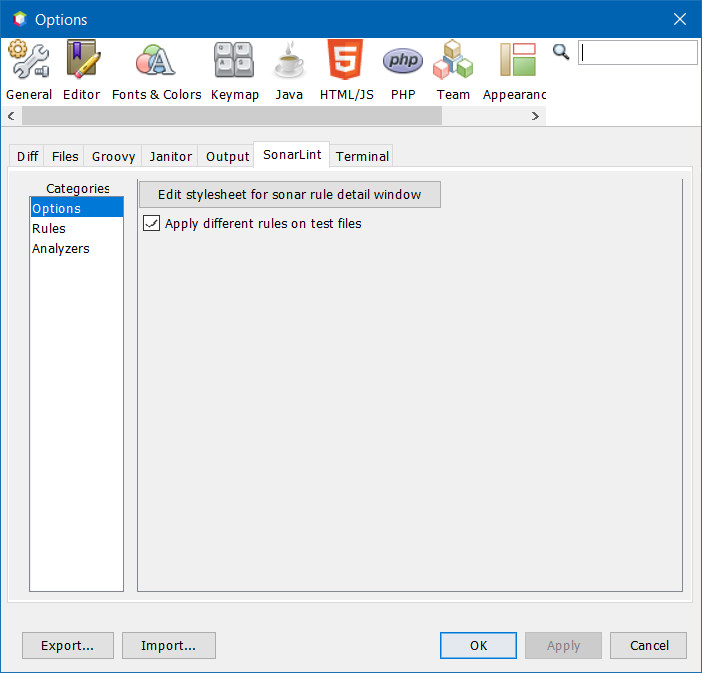 Options
General Editor Fonts & Colors Keymap Java HTML/JS php PHP Team Appearanc
Diff Files Groovy Janitor Output SonarLint Terminal
Categories
Options
Rules
Analyzers
Edit stylesheet for sonar rule detail window
Apply different rules on test files
Export... Import... OK Apply Cancel